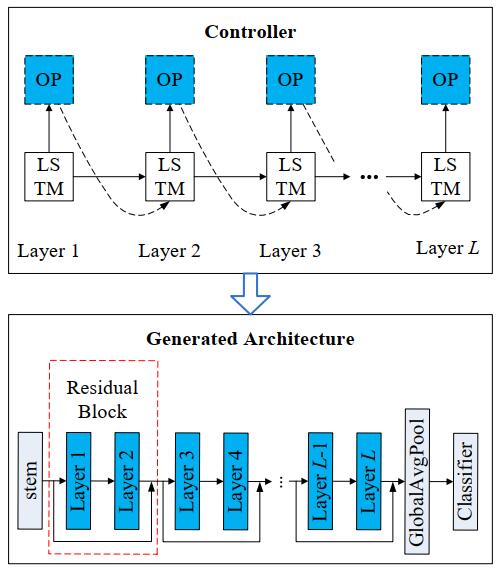 Controller
OP OP OP OP
LS LS LS LS
TM TM TM ... TM
Layer 1 Layer 2 Layer 3 Layer L
Generated Architecture
Residual
Block
stem
Layer 1
Layer 2
Layer 3
Layer 4
...
Layer L-1
Layer L
GlobalAvgPool
Classifier